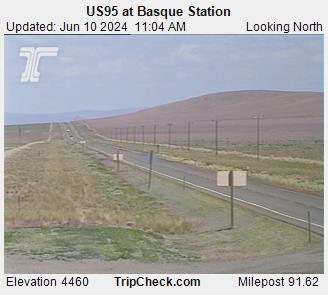 US95 at Basque Station
Updated: Jun 10 2024 11:04 AM Looking North
Elevation 4460 TripCheck.com Milepost 91.62